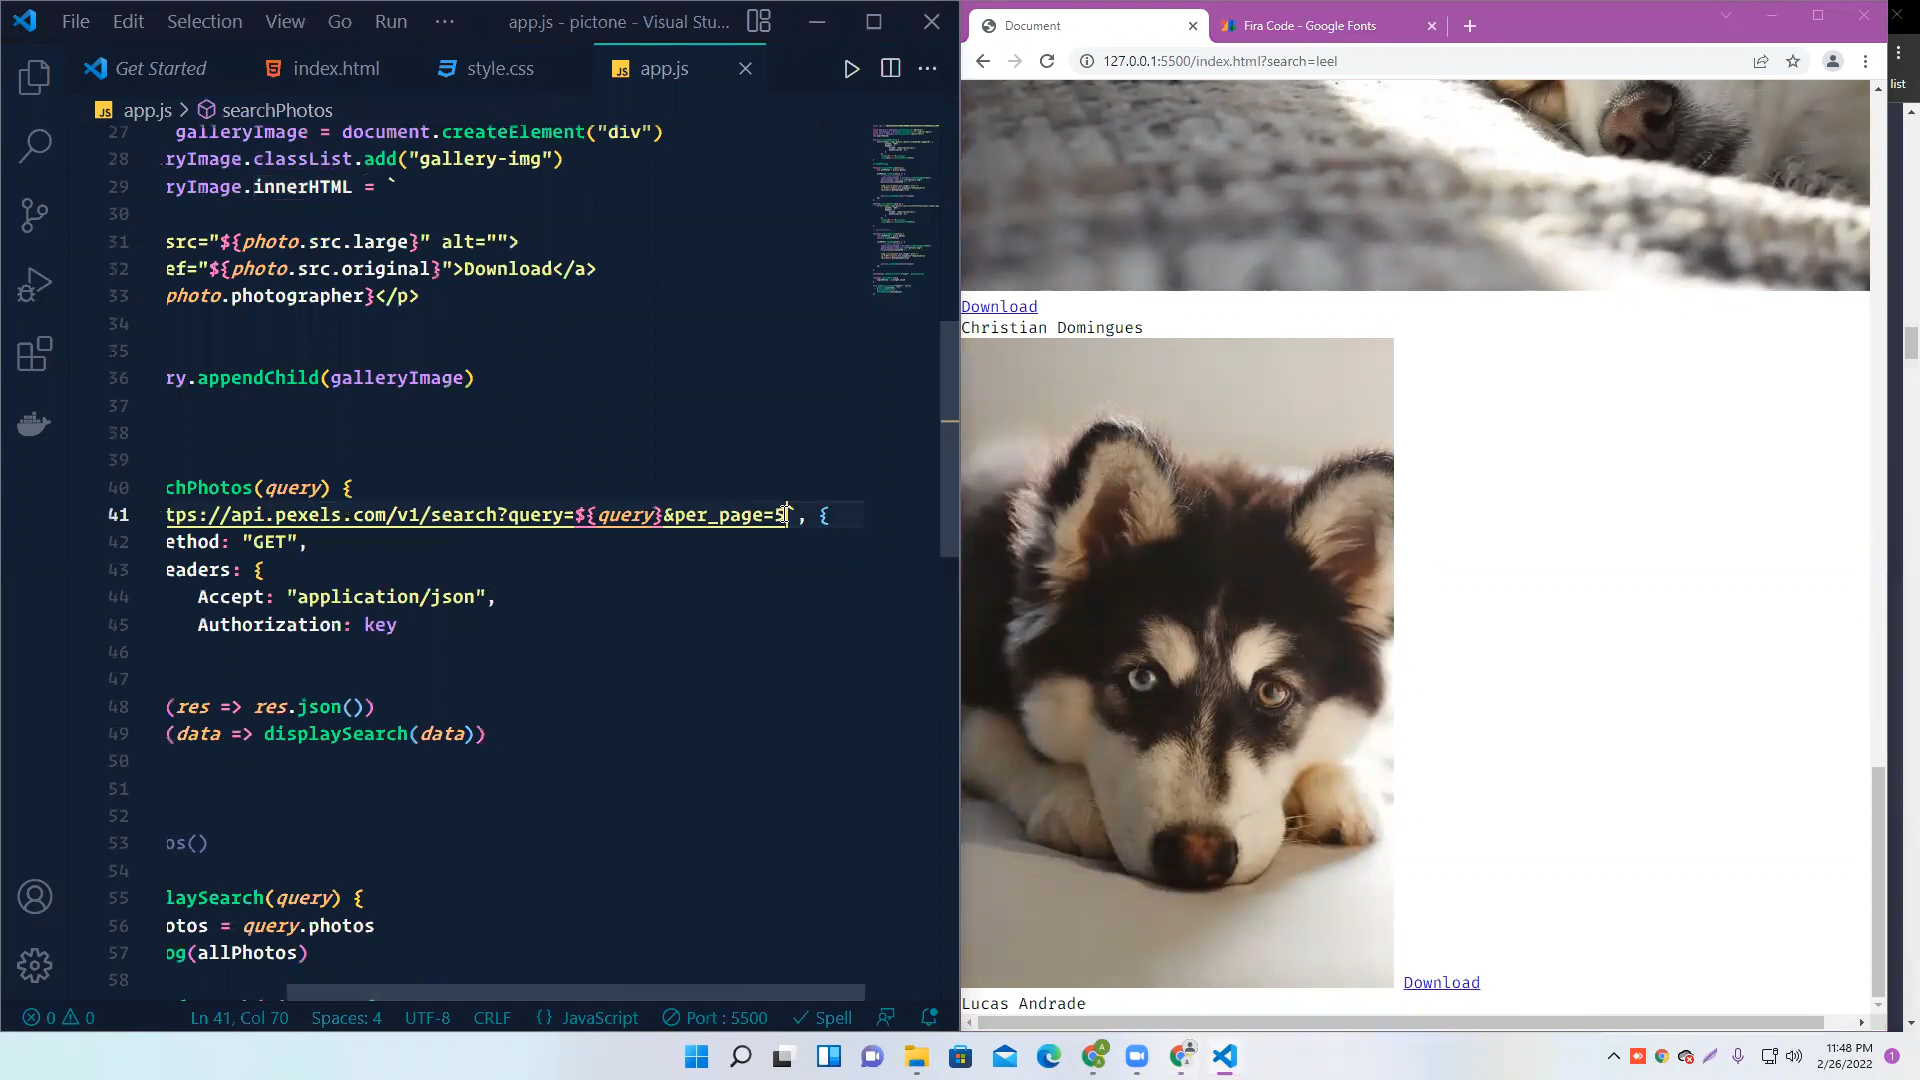 File Edit Selection View Go Run ··· app.js - pictone - Visual Stu...
Get Started index.html style.css app.js
app.js > searchPhotos
27 galleryImage = document.createElement("div")
28 ryImage.classList.add("gallery-img")
29 ryImage.innerHTML = `
30
31 src="${photo.src.large}" alt="">
32 ef="${photo.src.original}">Download</a>
33 photo.photographer}</p>
34
35
36 ry.appendChild(galleryImage)
37
38
39
40 chPhotos(query) {
41 tps://api.pexels.com/v1/search?query=${query}&per_page=5`, {
42 ethod: "GET",
43 eaders: {
44 Accept: "application/json",
45 Authorization: key
46
47
48 (res => res.json())
49 (data => displaySearch(data))
50
51
52
53 os()
54
55 laySearch(query) {
56 otos = query.photos
57 og(allPhotos)
58
0 0 Ln 41, Col 70 Spaces: 4 UTF-8 CRLF {} JavaScript Port : 5500 Spell
Document Fira Code - Google Fonts
127.0.0.1:5500/index.html?search=leel
list
Download
Christian Domingues
Download
Lucas Andrade
11:48 PM
2/26/2022
1